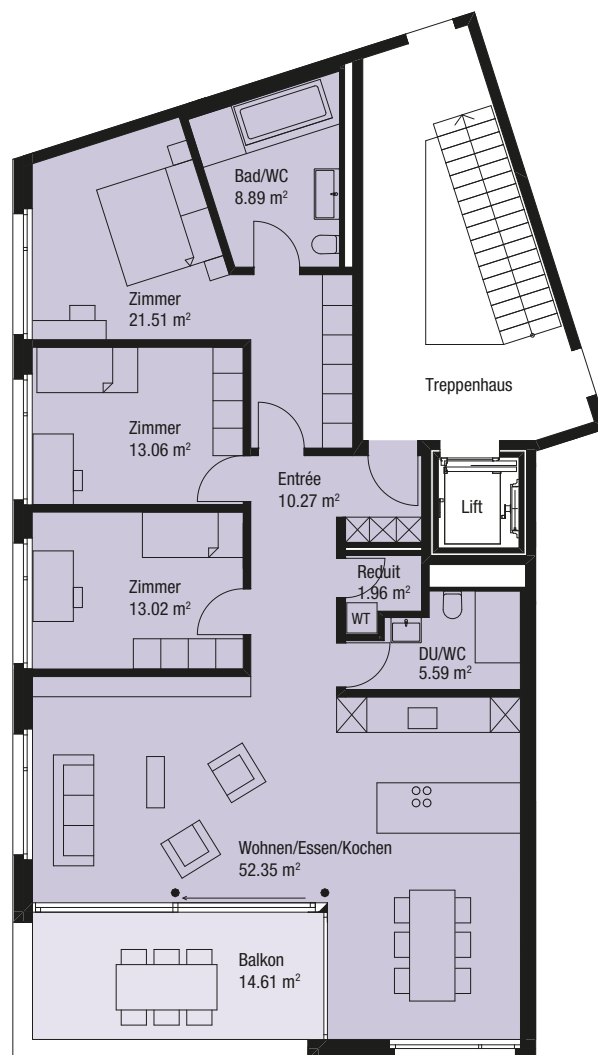 Bad/WC
8.89 m²
Zimmer
21.51 m²
Treppenhaus
Zimmer
13.06 m²
Entrée
10.27 m²
Lift
Zimmer
13.02 m²
Reduit
1.96 m²
WT
DU/WC
5.59 m²
Wohnen/Essen/Kochen
52.35 m²
Balkon
14.61 m²